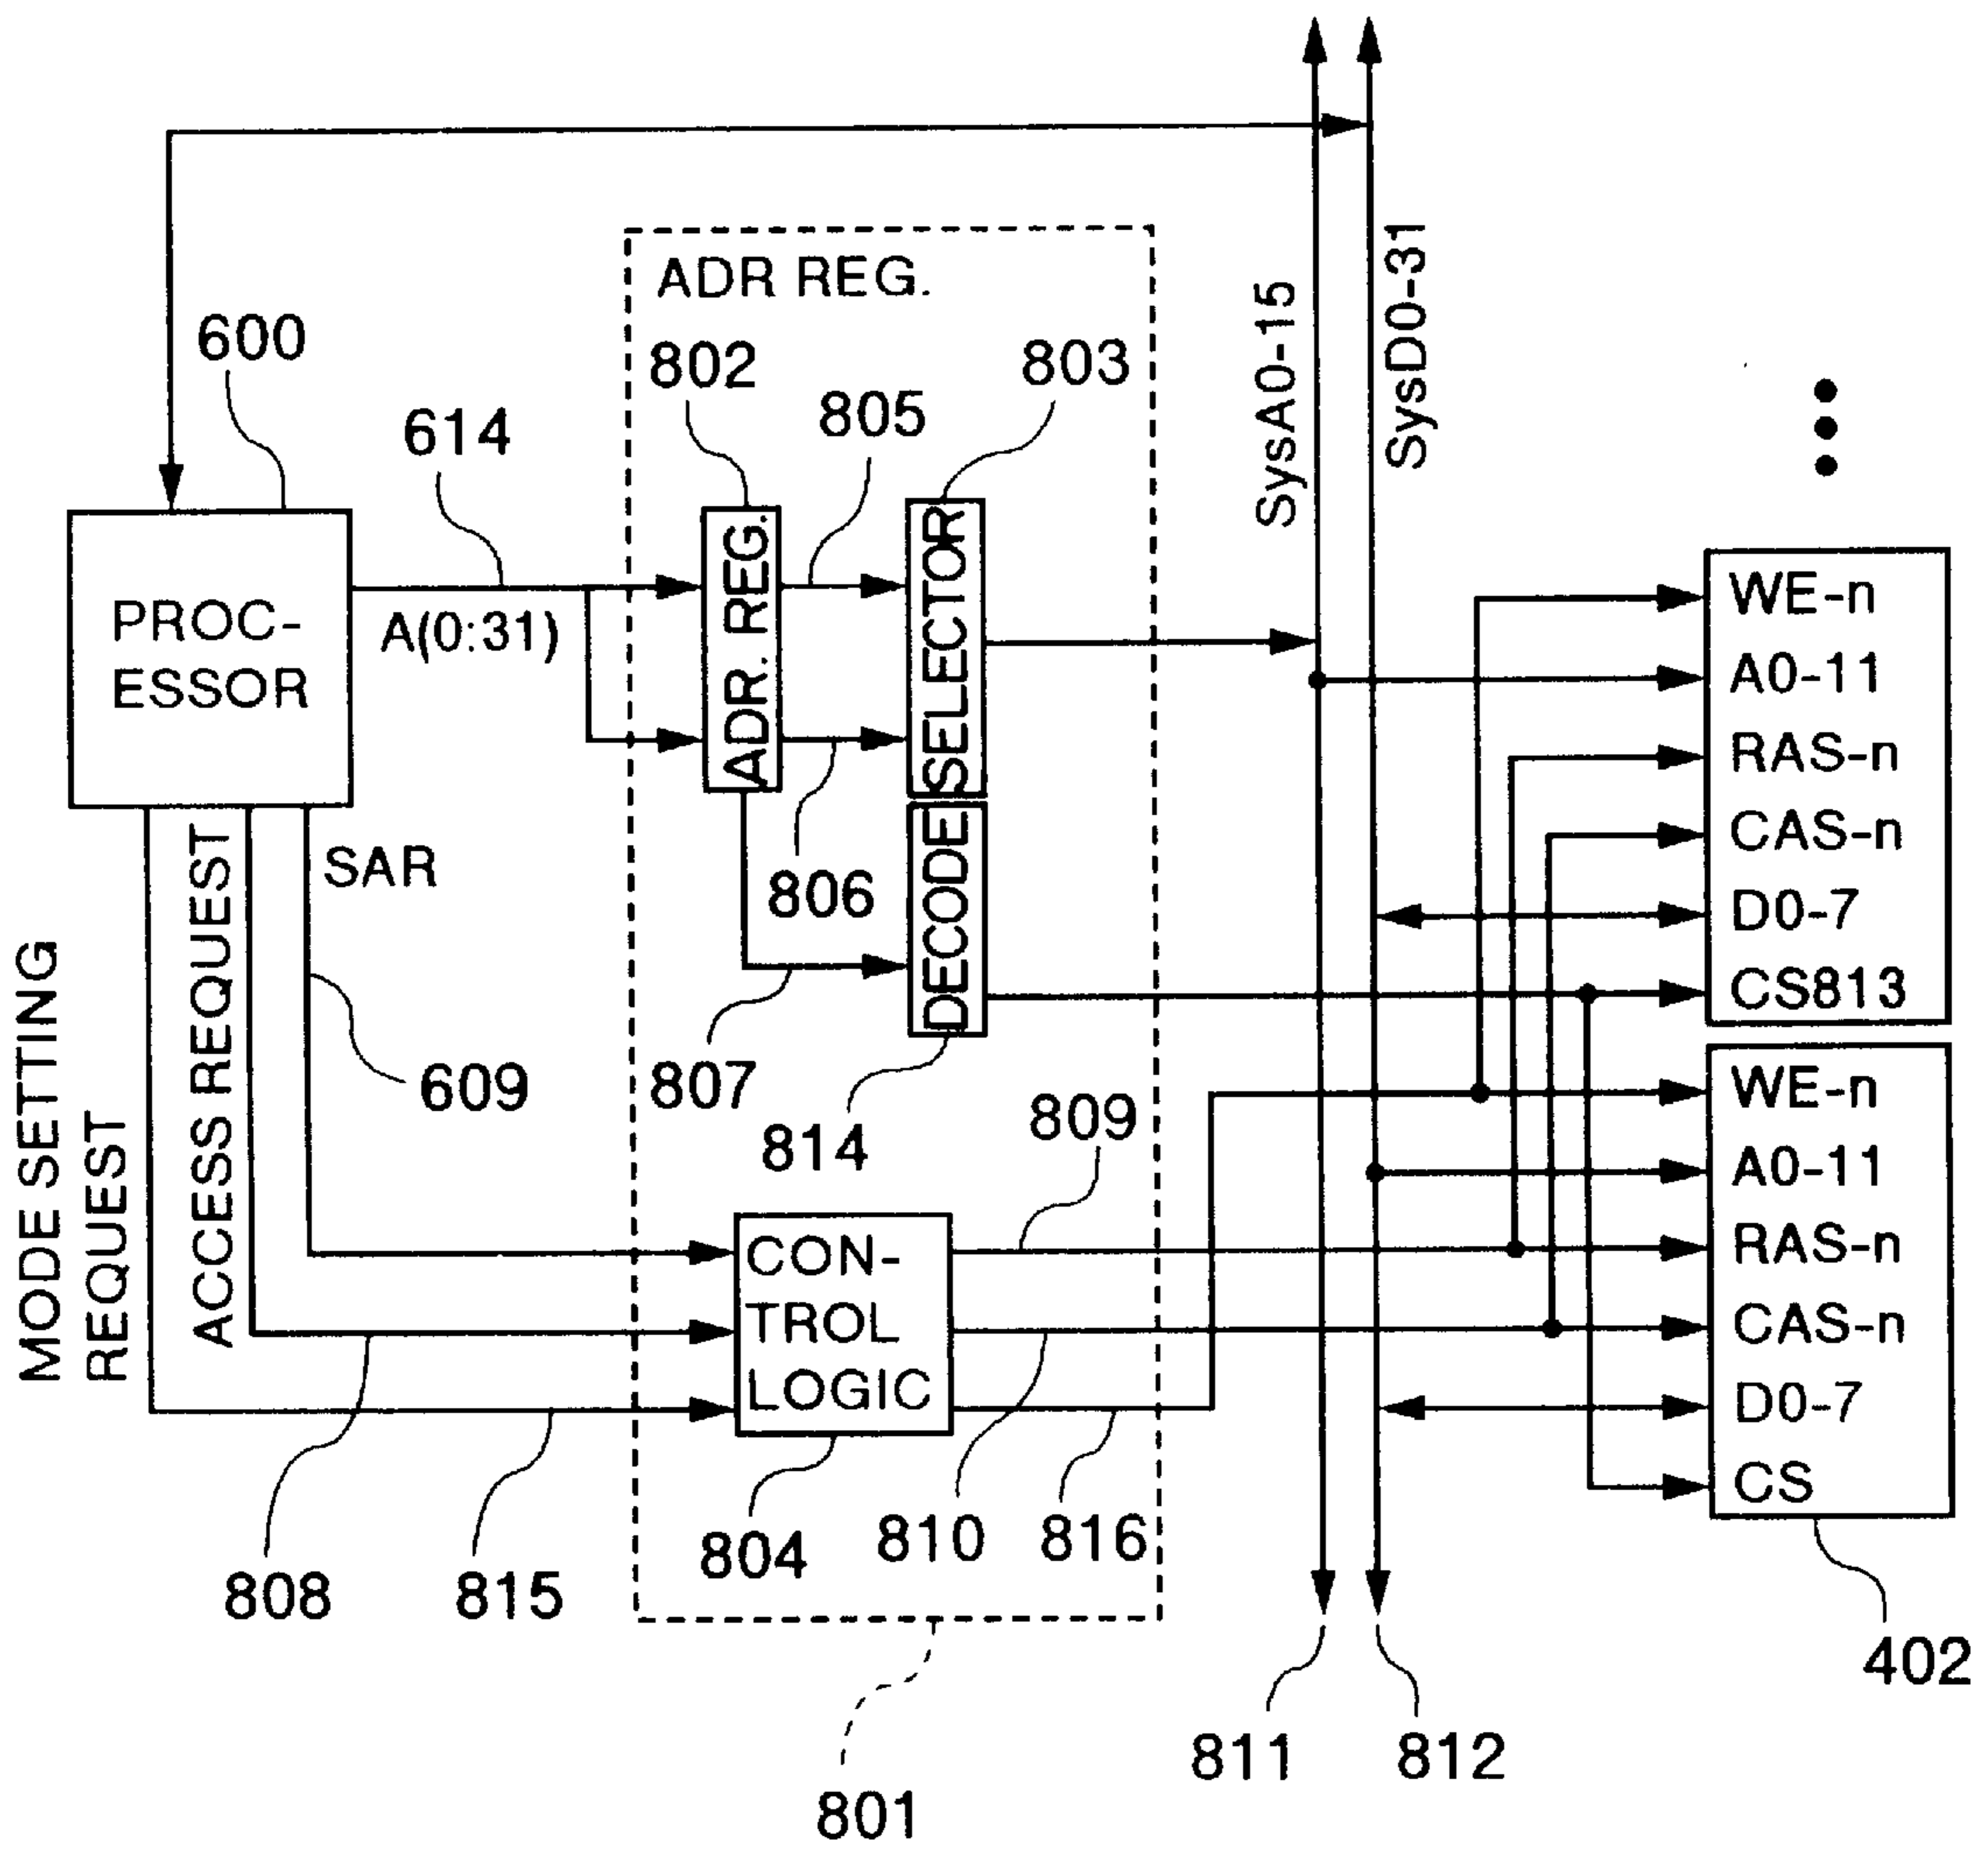 SysA0-15
SysD0-31
ADR REG.
600
802
803
614
805
PROC-
ESSOR
A(0:31)
ADR. REG.
SELECTOR
DECODE
SAR
806
807
814
609
MODE SETTING
REQUEST
ACCESS REQUEST
WE-n
A0-11
RAS-n
CAS-n
D0-7
CS813
WE-n
A0-11
RAS-n
CAS-n
D0-7
CS
809
CON-
TROL
LOGIC
808
815
804
810
816
402
811
812
801